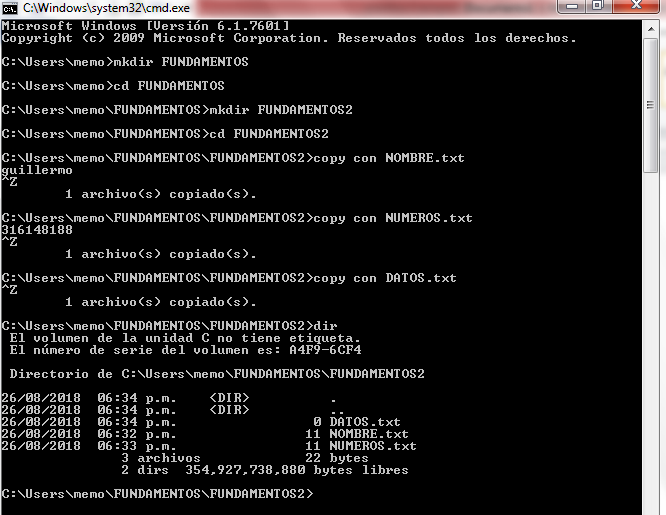 C:\Windows\system32\cmd.exe
Microsoft Windows [Versión 6.1.7601]
Copyright (c) 2009 Microsoft Corporation. Reservados todos los derechos.
C:\Users\memo>mkdir FUNDAMENTOS
C:\Users\memo>cd FUNDAMENTOS
C:\Users\memo\FUNDAMENTOS>mkdir FUNDAMENTOS2
C:\Users\memo\FUNDAMENTOS>cd FUNDAMENTOS2
C:\Users\memo\FUNDAMENTOS\FUNDAMENTOS2>copy con NOMBRE.txt
guillermo
^Z
        1 archivo(s) copiado(s).
C:\Users\memo\FUNDAMENTOS\FUNDAMENTOS2>copy con NUMEROS.txt
316148188
^Z
        1 archivo(s) copiado(s).
C:\Users\memo\FUNDAMENTOS\FUNDAMENTOS2>copy con DATOS.txt
^Z
        1 archivo(s) copiado(s).
C:\Users\memo\FUNDAMENTOS\FUNDAMENTOS2>dir
 El volumen de la unidad C no tiene etiqueta.
 El número de serie del volumen es: A4F9-6CF4
 Directorio de C:\Users\memo\FUNDAMENTOS\FUNDAMENTOS2
26/08/2018  06:34 p.m.    <DIR>          .
26/08/2018  06:34 p.m.    <DIR>          ..
26/08/2018  06:34 p.m.                 0 DATOS.txt
26/08/2018  06:32 p.m.                11 NOMBRE.txt
26/08/2018  06:33 p.m.                11 NUMEROS.txt
               3 archivos             22 bytes
               2 dirs  354,927,738,880 bytes libres
C:\Users\memo\FUNDAMENTOS\FUNDAMENTOS2>